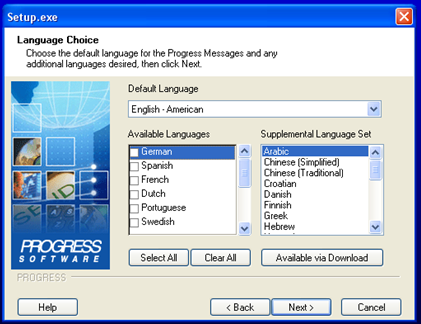 Setup.exe
Language Choice
Choose the default language for the Progress Messages and any
additional languages desired, then click Next.
Default Language
English - American
Available Languages
German
Spanish
French
Dutch
Portuguese
Swedish
Supplemental Language Set
Arabic
Chinese (Simplified)
Chinese (Traditional)
Croatian
Danish
Finnish
Greek
Hebrew
PROGRESS
SOFTWARE
Select All
Clear All
Available via Download
PROGRESS
Help
< Back
Next >
Cancel